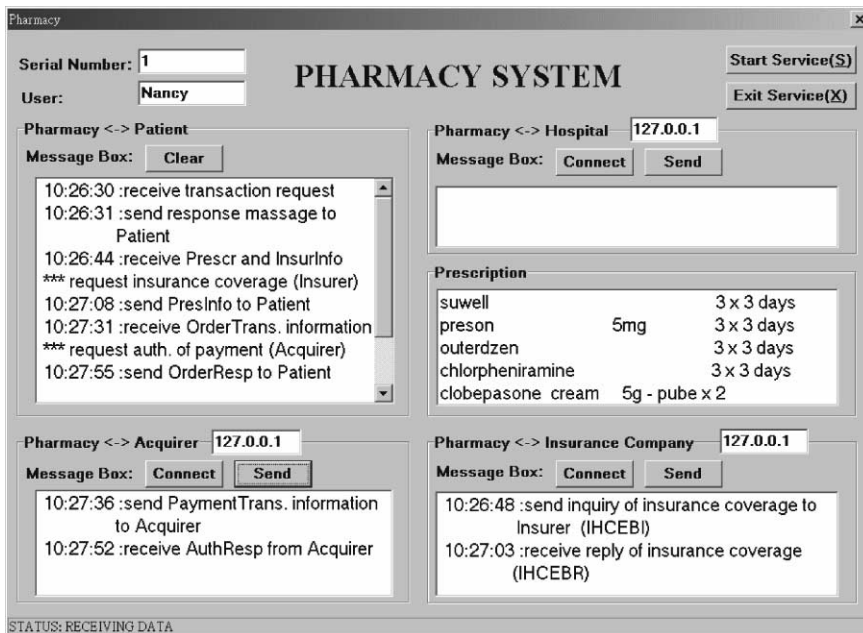 Pharmacy
Serial Number: 1
User: Nancy
PHARMACY SYSTEM
Start Service(S)
Exit Service(X)
Pharmacy <-> Patient
Message Box: Clear
10:26:30 :receive transaction request
10:26:31 :send response massage to
Patient
10:26:44 :receive Prescr and InsurInfo
*** request insurance coverage (Insurer)
10:27:08 :send PresInfo to Patient
10:27:31 :receive OrderTrans. information
*** request auth. of payment (Acquirer)
10:27:55 :send OrderResp to Patient
Pharmacy <-> Hospital 127.0.0.1
Message Box: Connect Send
Prescription
suwell 3 x 3 days
preson 5mg 3 x 3 days
outerdzen 3 x 3 days
chlorpheniramine 3 x 3 days
clobepasone cream 5g - pube x 2
Pharmacy <-> Acquirer 127.0.0.1
Message Box: Connect Send
10:27:36 :send PaymentTrans. information
to Acquirer
10:27:52 :receive AuthResp from Acquirer
Pharmacy <-> Insurance Company 127.0.0.1
Message Box: Connect Send
10:26:48 :send inquiry of insurance coverage to
Insurer (IHCEBI)
10:27:03 :receive reply of insurance coverage
(IHCEBR)
STATUS: RECEIVING DATA